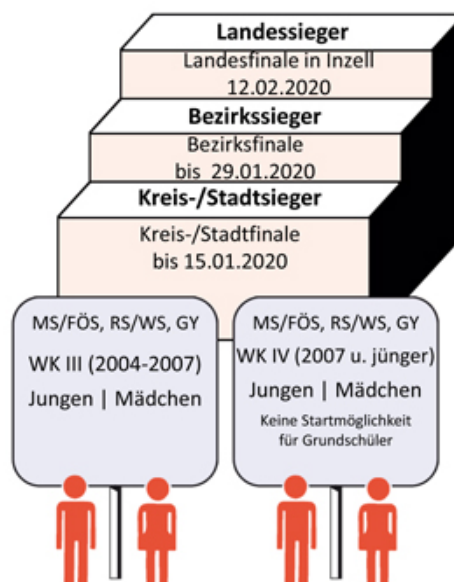 Landessieger
Landesfinale in Inzell
12.02.2020
Bezirkssieger
Bezirksfinale
bis 29.01.2020
Kreis-/Stadtsieger
Kreis-/Stadtfinale
bis 15.01.2020
MS/FÖS, RS/WS, GY
WK III (2004-2007)
Jungen | Mädchen
MS/FÖS, RS/WS, GY
WK IV (2007 u. jünger)
Jungen | Mädchen
Keine Startmöglichkeit
für Grundschüler